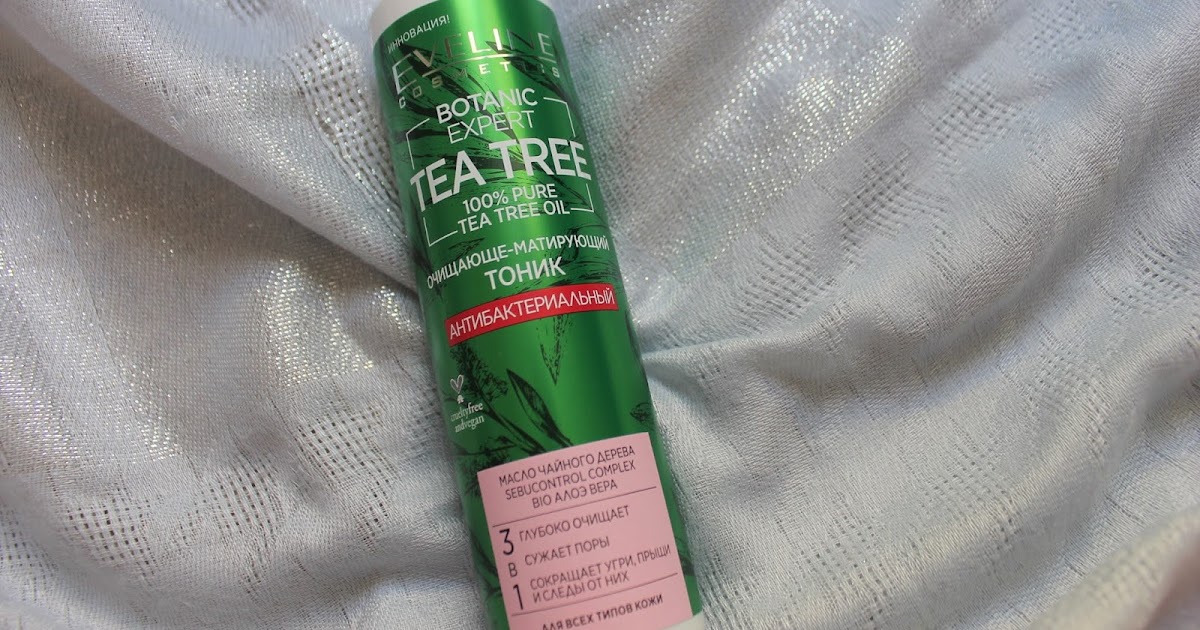 ИННОВАЦИЯ!
EVELINE
COSMETICS
BOTANIC
EXPERT
TEA TREE
100% PURE
TEA TREE OIL
ОЧИЩАЮЩЕ-МАТИРУЮЩИЙ
ТОНИК
АНТИБАКТЕРИАЛЬНЫЙ
crueltyfree
andvegan
МАСЛО ЧАЙНОГО ДЕРЕВА
SEBUCONTROL COMPLEX
BIO АЛОЭ ВЕРА
3 В 1
ГЛУБОКО ОЧИЩАЕТ
СУЖАЕТ ПОРЫ
СОКРАЩАЕТ УГРИ, ПРЫЩИ
И СЛЕДЫ ОТ НИХ
ДЛЯ ВСЕХ ТИПОВ КОЖИ